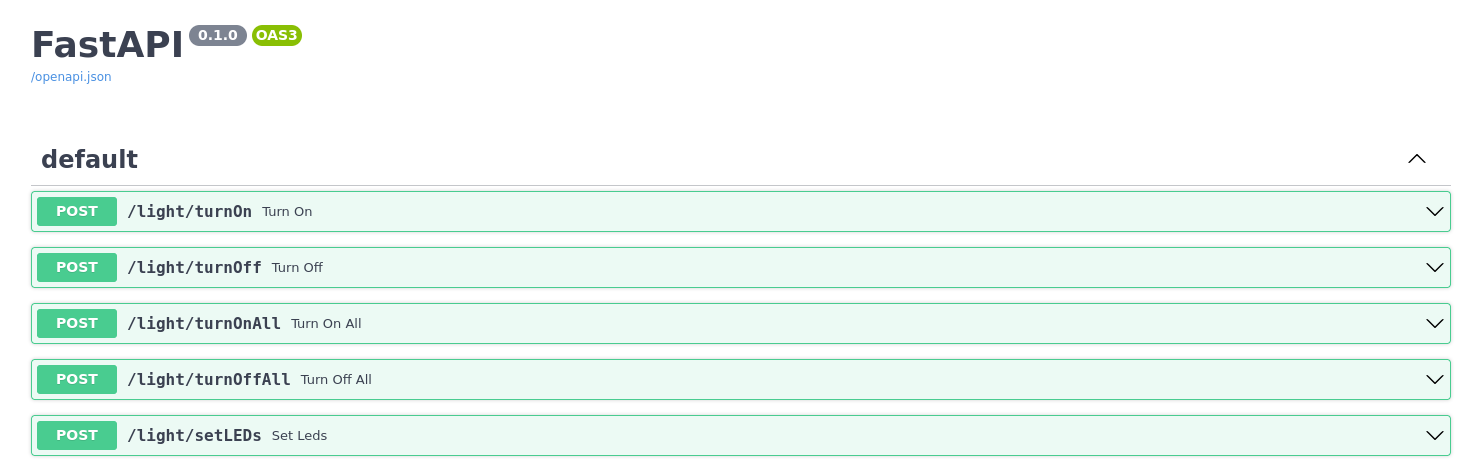 FastAPI 0.1.0 OAS3
/openapi.json
default
POST /light/turnOn Turn On
POST /light/turnOff Turn Off
POST /light/turnOnAll Turn On All
POST /light/turnOffAll Turn Off All
POST /light/setLEDs Set Leds